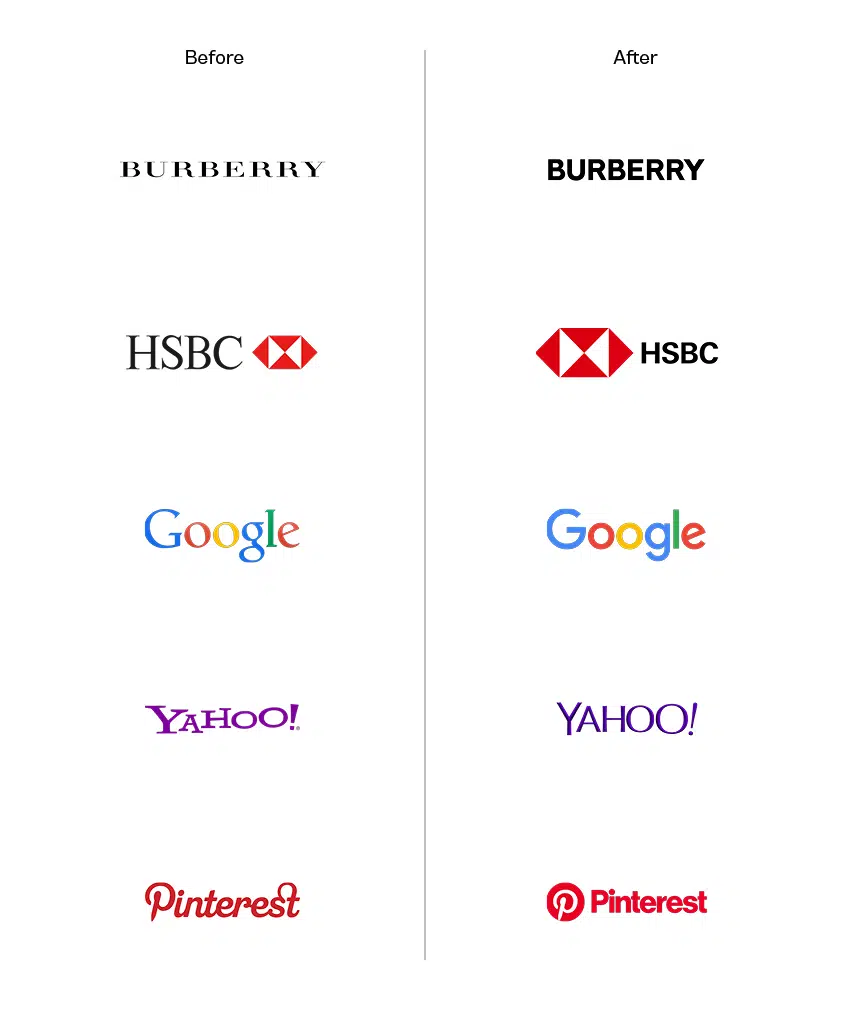 Before
After
BURBERRY
BURBERRY
HSBC
HSBC
Google
Google
YAHOO!®
YAHOO!
Pinterest
Pinterest